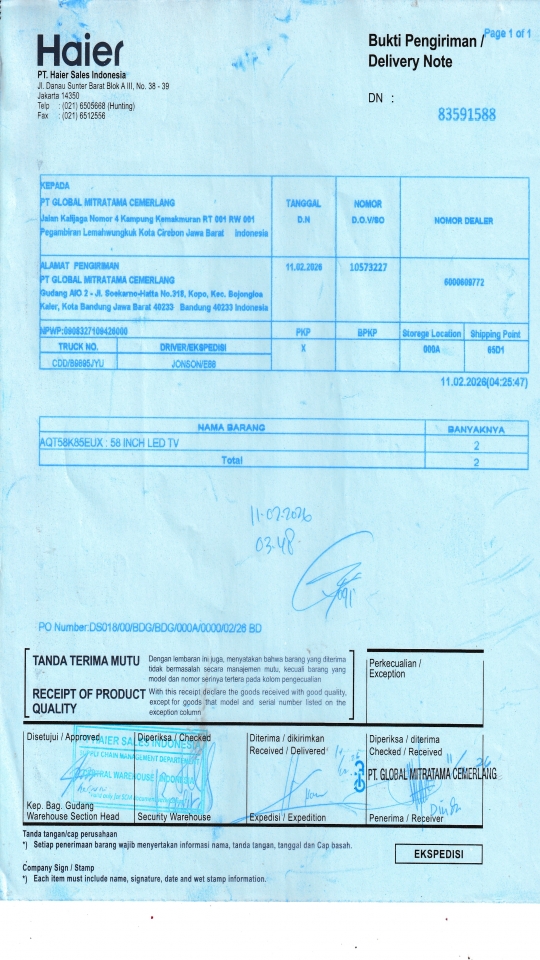 Haier
PT. Haier Sales Indonesia
Jl. Danau Sunter Barat Blok A III, No. 38 - 39
Jakarta 14350
Telp : (021) 6505668 (Hunting)
Fax : (021) 6512556
Page 1 of 1
Bukti Pengiriman /
Delivery Note
DN :
83591588
KEPADA
PT GLOBAL MITRATAMA CEMERLANG
Jalan Kalijaga Nomor 4 Kampung Kemakmuran RT 001 RW 001
Pegambiran Lemahwungkuk Kota Cirebon Jawa Barat Indonesia
TANGGAL
D.N
NOMOR
D.O.V/SO
NOMOR DEALER
ALAMAT PENGIRIMAN
PT GLOBAL MITRATAMA CEMERLANG
Gudang AIO 2 - Jl. Soekarno-Hatta No.318, Kopo, Kec. Bojongloa
Kaler, Kota Bandung Jawa Barat 40233 Bandung 40233 Indonesia
11.02.2026
10573227
6000609772
NPWP:0908327109426000
PKP
BPKP
Storage Location
Shipping Point
TRUCK NO.
DRIVER/EKSPEDISI
X
000A
65D1
CDD/B9895JYU
JONSON/E58
11.02.2026(04:25:47)
NAMA BARANG
BANYAKNYA
AQT58K85EUX : 58 INCH LED TV
2
Total
2
11-02-2026
03.48
PO Number:DS018/00/BDG/BDG/000A/0000/02/26 BD
TANDA TERIMA MUTU
Dengan lembaran ini juga, menyatakan bahwa barang yang diterima
tidak bermasalah secara manajemen mutu, kecuali barang yang
model dan nomor serinya tertera pada kolom pengecualian
RECEIPT OF PRODUCT
QUALITY
With this receipt declare the goods received with good quality,
except for goods that model and serial number listed on the
exception column
Perkecualian /
Exception
Disetujui / Approved
Diperiksa / Checked
Diterima / dikirimkan
Received / Delivered
Diperiksa / diterima
Checked / Received
HAIER SALES INDONESIA
SUPPLY CHAIN MANAGEMENT DEPARTEMENT
CENTRAL WAREHOUSE INDONESIA
PT. GLOBAL MITRATAMA CEMERLANG
Kep. Bag. Gudang
Warehouse Section Head
Security Warehouse
Expedisi / Expedition
Penerima / Receiver
Tanda tangan/cap perusahaan
*) Setiap penerimaan barang wajib menyertakan informasi nama, tanda tangan, tanggal dan Cap basah.
EKSPEDISI
Company Sign / Stamp
*) Each item must include name, signature, date and wet stamp information.